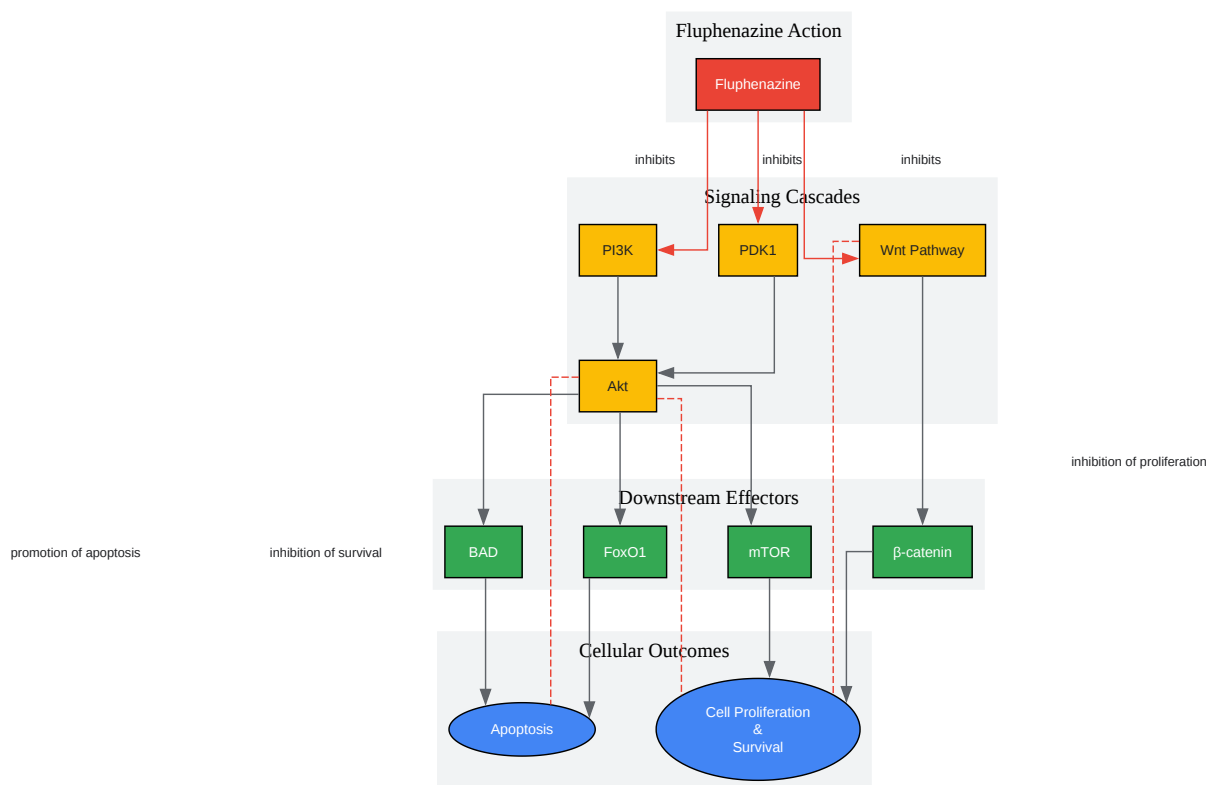 Fluphenazine Action
Fluphenazine
inhibits
inhibits
inhibits
Signaling Cascades
PI3K
PDK1
Wnt Pathway
Akt
inhibition of proliferation
Downstream Effectors
promotion of apoptosis
inhibition of survival
BAD
FoxO1
mTOR
β-catenin
Cellular Outcomes
Apoptosis
Cell Proliferation
&
Survival